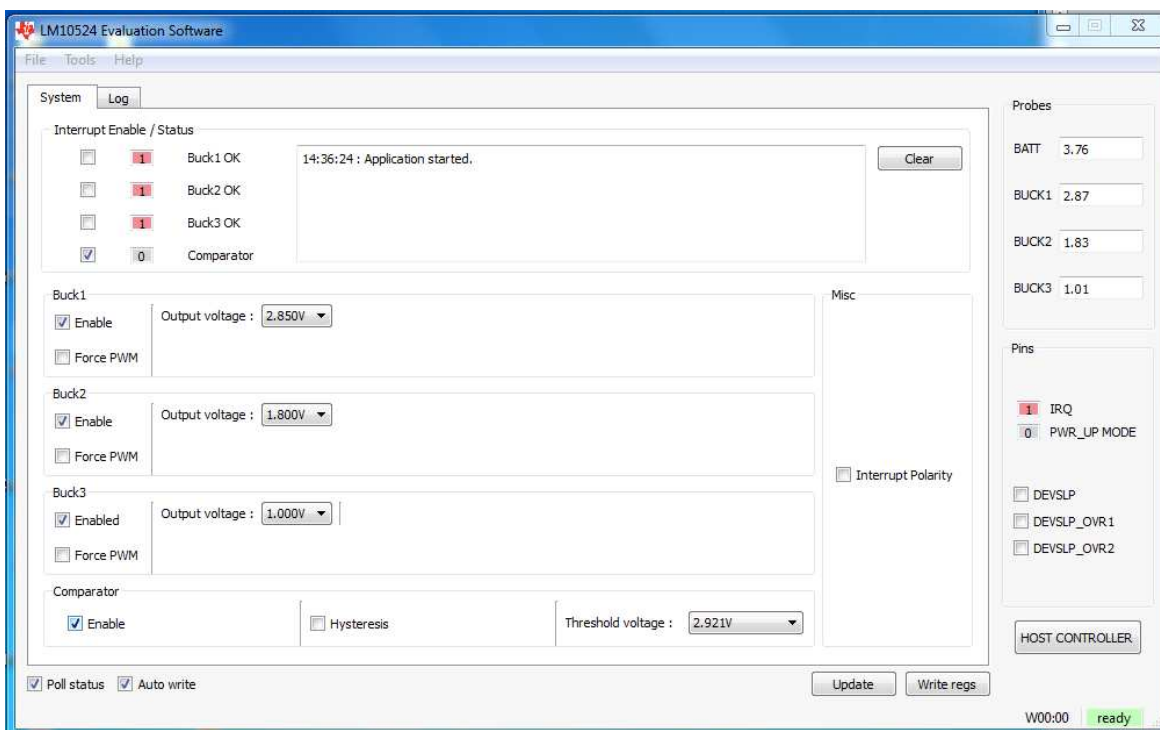 LM10524 Evaluation Software
File Tools Help
System Log
Interrupt Enable / Status
1 Buck1 OK
1 Buck2 OK
1 Buck3 OK
0 Comparator
14:36:24 : Application started.
Clear
Buck1
Enable
Output voltage : 2.850V
Force PWM
Buck2
Enable
Output voltage : 1.800V
Force PWM
Buck3
Enabled
Output voltage : 1.000V
Force PWM
Comparator
Enable
Hysteresis
Threshold voltage : 2.921V
Misc
Interrupt Polarity
Probes
BATT 3.76
BUCK1 2.87
BUCK2 1.83
BUCK3 1.01
Pins
1 IRQ
0 PWR_UP MODE
DEVSLP
DEVSLP_OVR1
DEVSLP_OVR2
HOST CONTROLLER
Poll status Auto write
Update Write regs
W00:00 ready